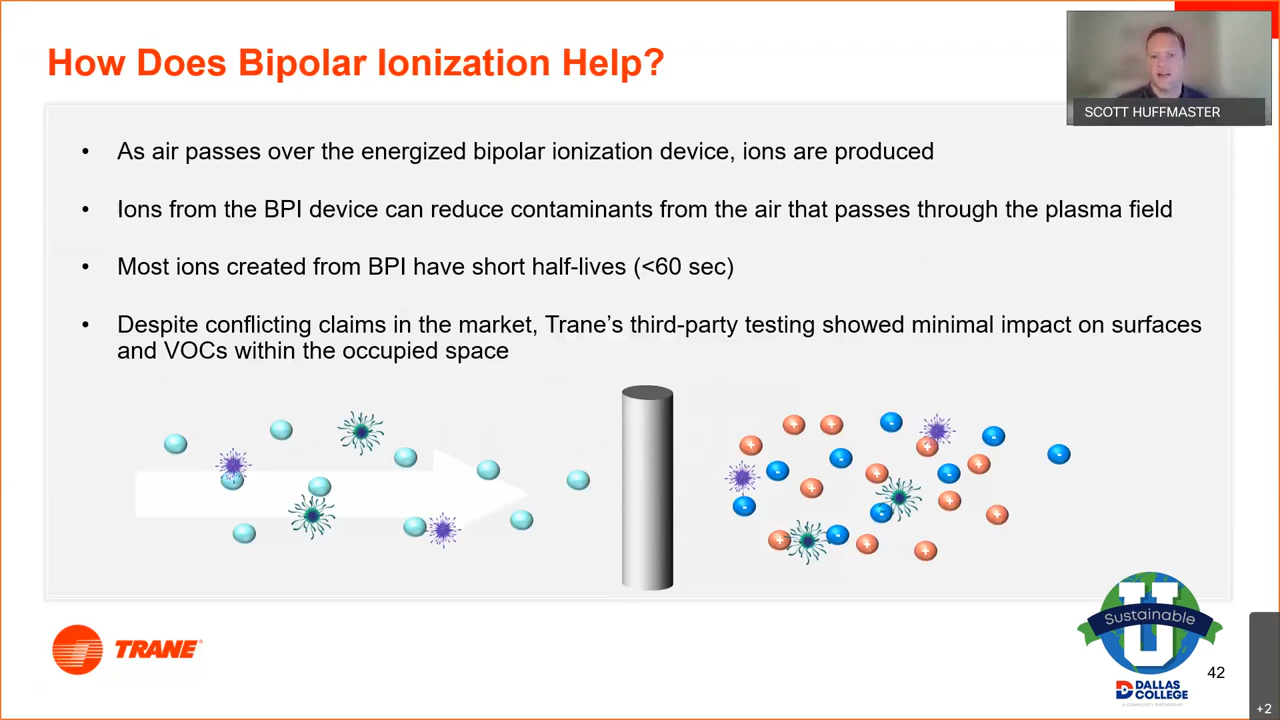 How Does Bipolar Ionization Help?
SCOTT HUFFMASTER
• As air passes over the energized bipolar ionization device, ions are produced
• Ions from the BPI device can reduce contaminants from the air that passes through the plasma field
• Most ions created from BPI have short half-lives (<60 sec)
• Despite conflicting claims in the market, Trane’s third-party testing showed minimal impact on surfaces
and VOCs within the occupied space
TRANE
Sustainable
U
42
DALLAS
COLLEGE
A COMMUNITY PARTNERSHIP
+2